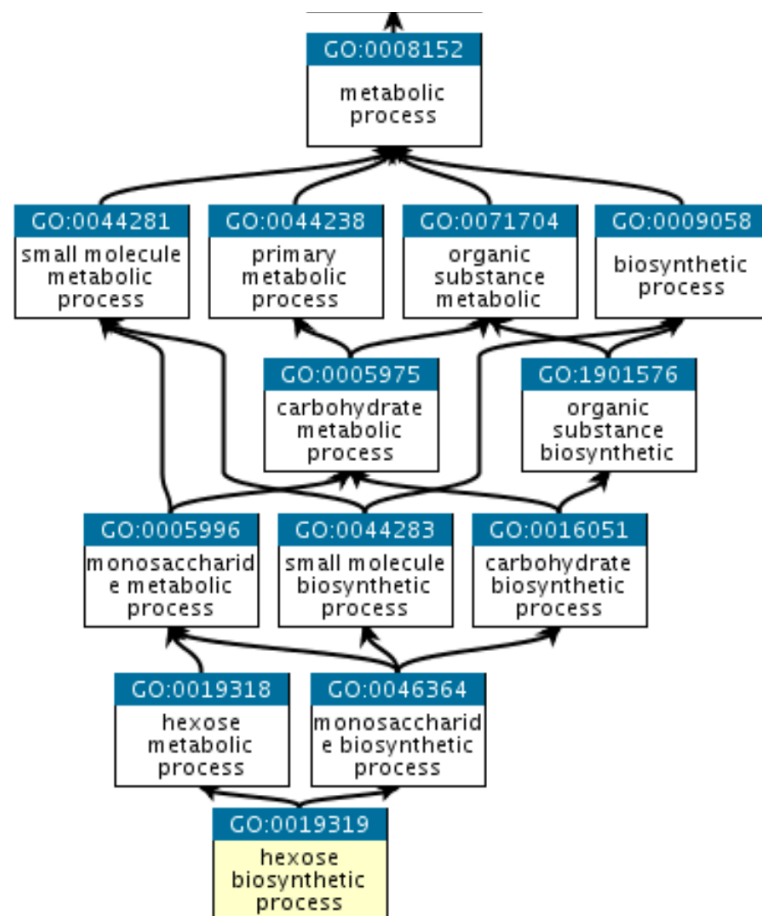 GO:0008152
metabolic
process
GO:0044281
small molecule
metabolic
process
GO:0044238
primary
metabolic
process
GO:0071704
organic
substance
metabolic
GO:0009058
biosynthetic
process
GO:0005975
carbohydrate
metabolic
process
GO:1901576
organic
substance
biosynthetic
GO:0005996
monosaccharid
e metabolic
process
GO:0044283
small molecule
biosynthetic
process
GO:0016051
carbohydrate
biosynthetic
process
GO:0019318
hexose
metabolic
process
GO:0046364
monosaccharid
e biosynthetic
process
GO:0019319
hexose
biosynthetic
process